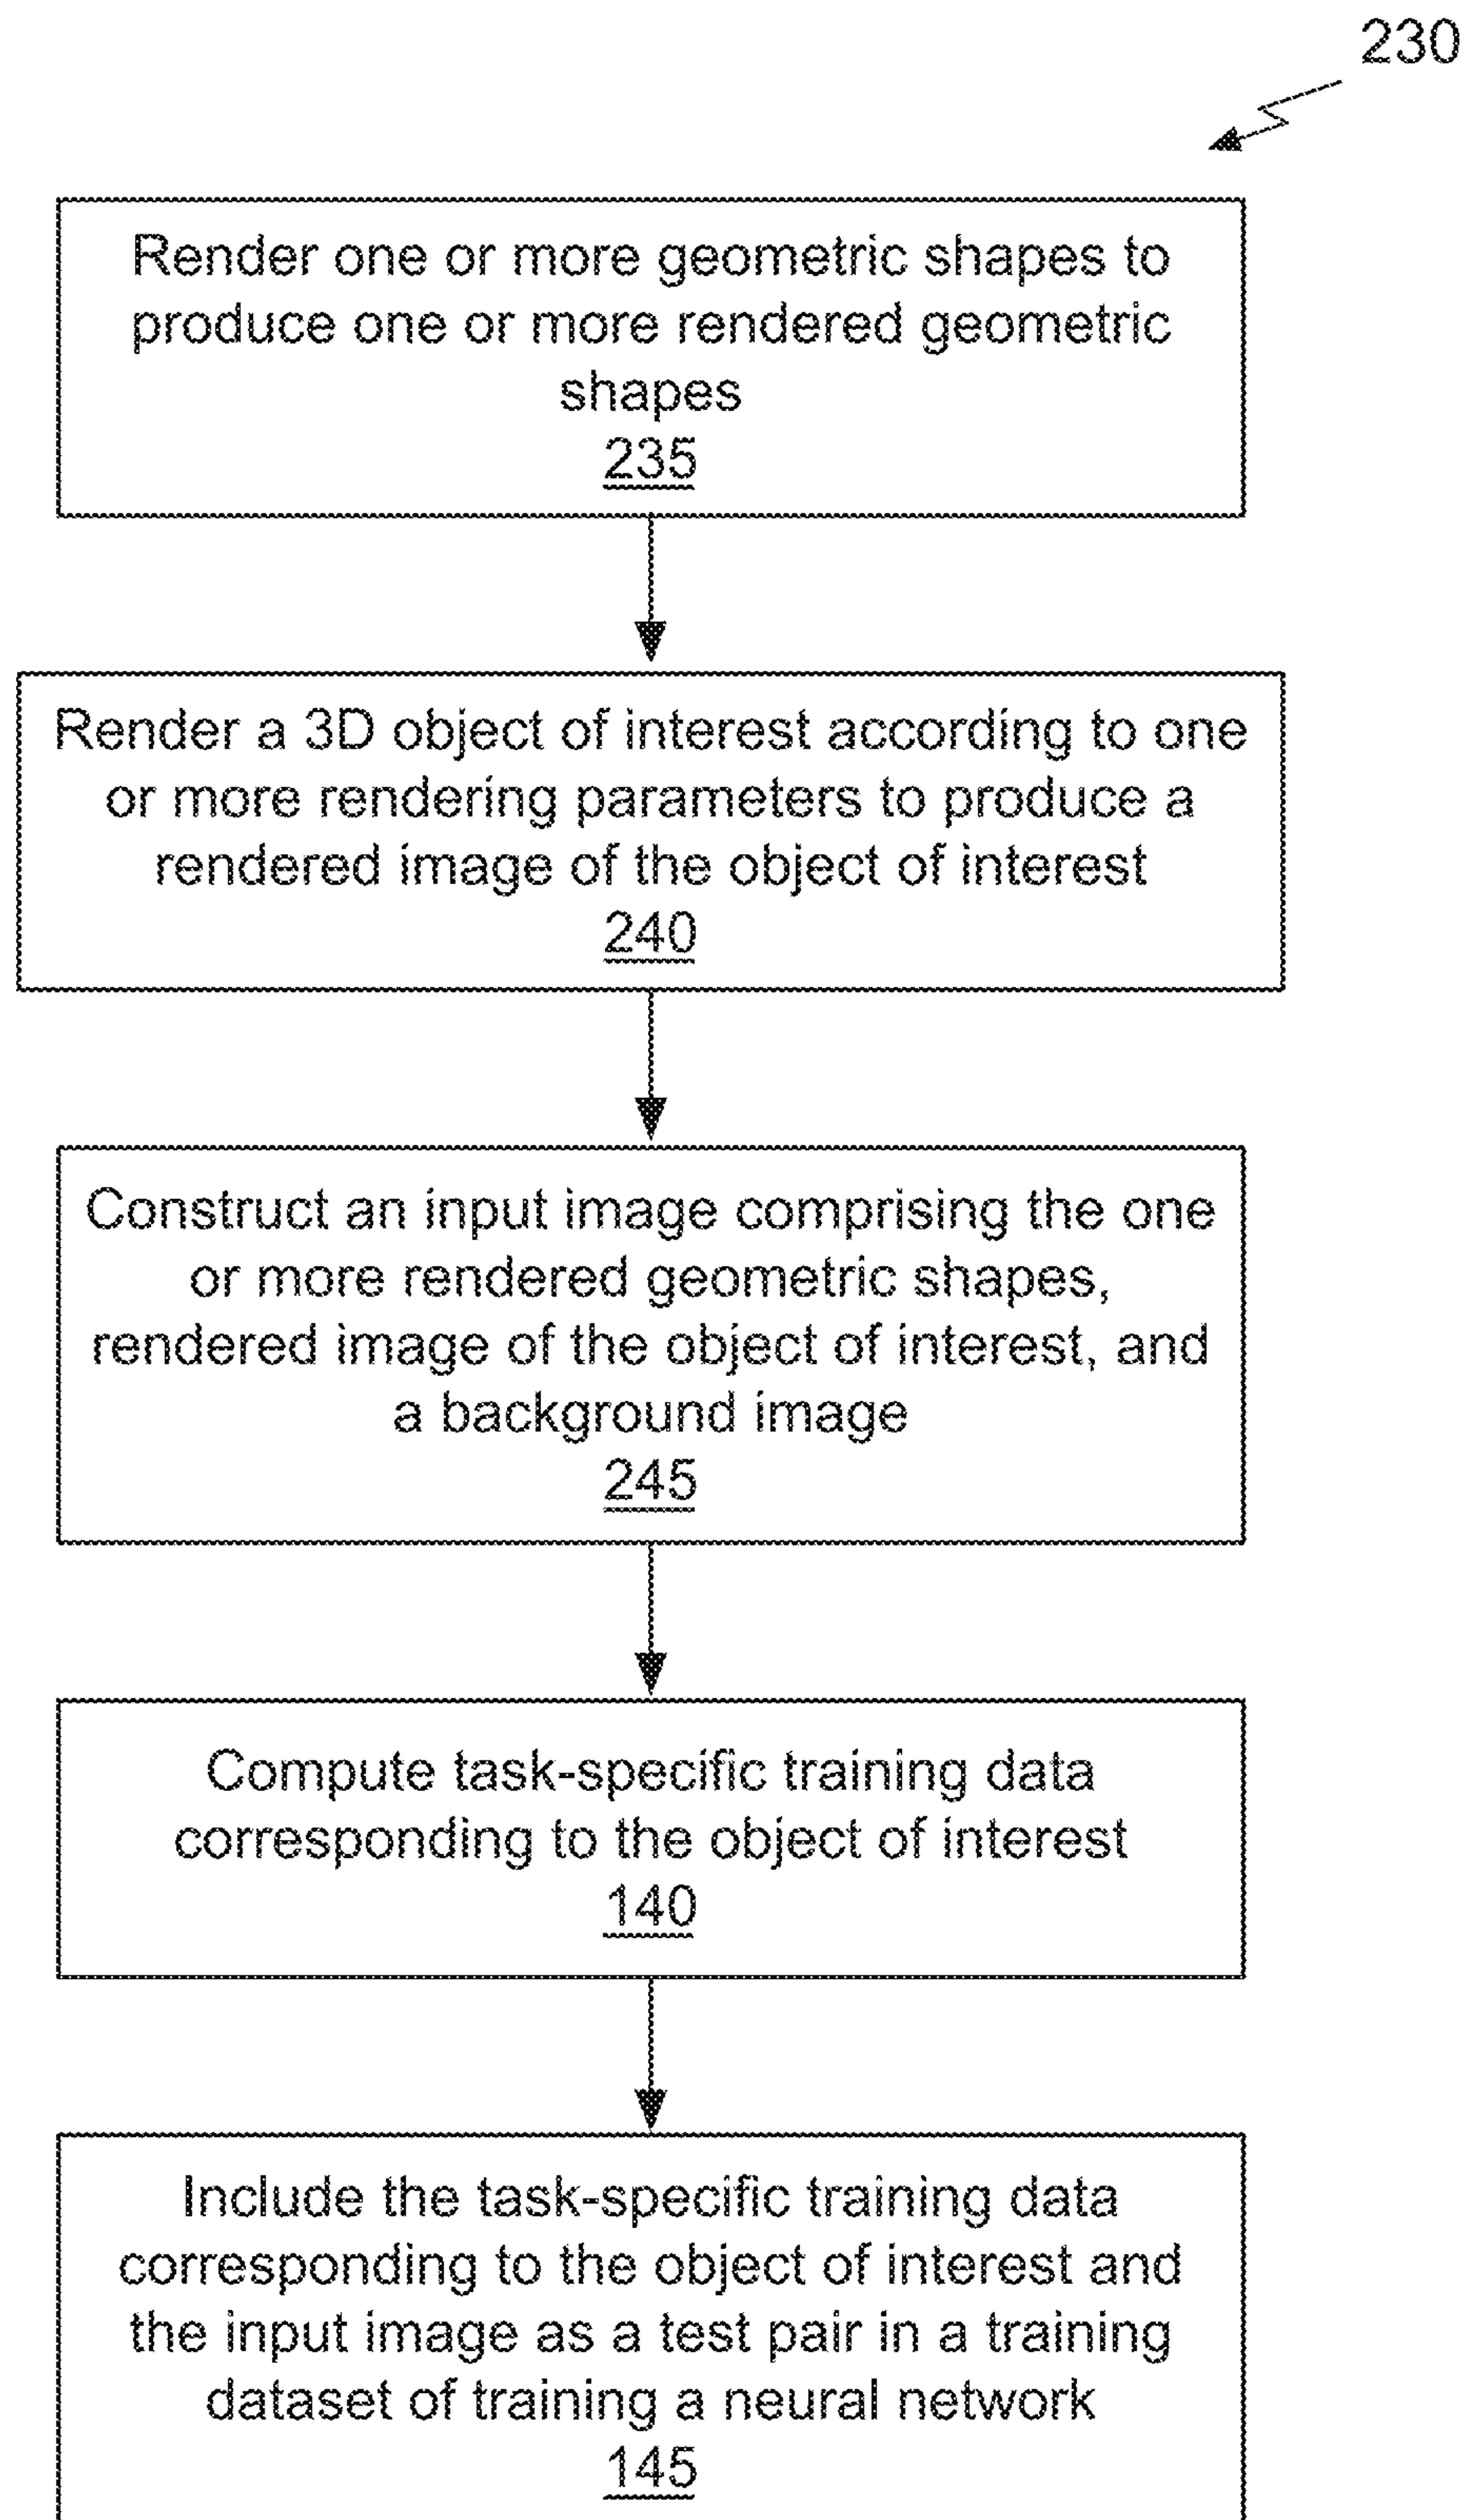 230
Render one or more geometric shapes to
produce one or more rendered geometric
shapes
235
Render a 3D object of interest according to one
or more rendering parameters to produce a
rendered image of the object of interest
240
Construct an input image comprising the one
or more rendered geometric shapes,
rendered image of the object of interest, and
a background image
245
Compute task-specific training data
corresponding to the object of interest
140
Include the task-specific training data
corresponding to the object of interest and
the input image as a test pair in a training
dataset of training a neural network
145